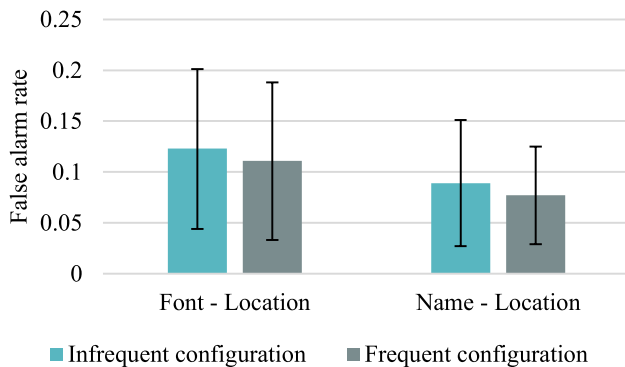 0.25
0.2
0.15
0.1
0.05
0
False alarm rate
Font - Location
Name - Location
Infrequent configuration
Frequent configuration